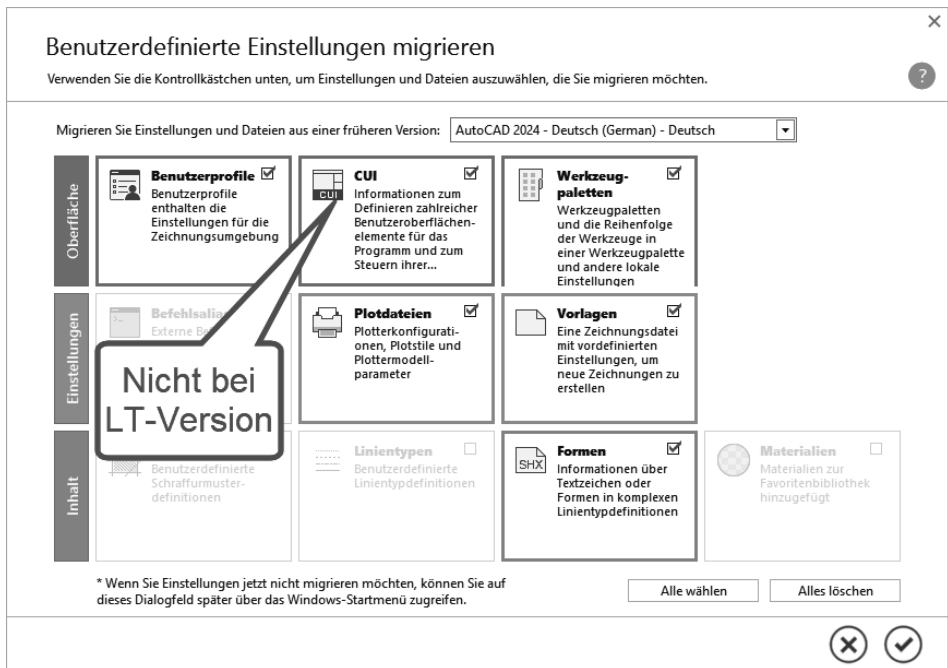 Benutzerdefinierte Einstellungen migrieren
Verwenden Sie die Kontrollkästchen unten, um Einstellungen und Dateien auszuwählen, die Sie migrieren möchten.
?
Migrieren Sie Einstellungen und Dateien aus einer früheren Version:
AutoCAD 2024 - Deutsch (German) - Deutsch
Oberfläche
Benutzerprofile
Benutzerprofile
enthalten die
Einstellungen für die
Zeichnungsumgebung
CUI
CUI
Informationen zum
Definieren zahlreicher
Benutzeroberflächen-
elemente für das
Programm und zum
Steuern ihrer...
Werkzeug-
paletten
Werkzeugpaletten
und die Reihenfolge
der Werkzeuge in
einer Werkzeugpalette
und andere lokale
Einstellungen
Einstellungen
Befehlsalias
Externe
Nicht bei
LT-Version
Plotdateien
Plotterkonfigurati-
onen, Plotstile und
Plottermodell-
parameter
Vorlagen
Eine Zeichnungsdatei
mit vordefinierten
Einstellungen, um
neue Zeichnungen zu
erstellen
Inhalt
Benutzerdefinierte
Schraffurmuster-
definitionen
Linientypen
Benutzerdefinierte
Linientypdefinitionen
SHX
Formen
Informationen über
Textzeichen oder
Formen in komplexen
Linientypdefinitionen
Materialien
Materialien zur
Favoritenbibliothek
hinzugefügt
* Wenn Sie Einstellungen jetzt nicht migrieren möchten, können Sie auf
dieses Dialogfeld später über das Windows-Startmenü zugreifen.
Alle wählen
Alles löschen